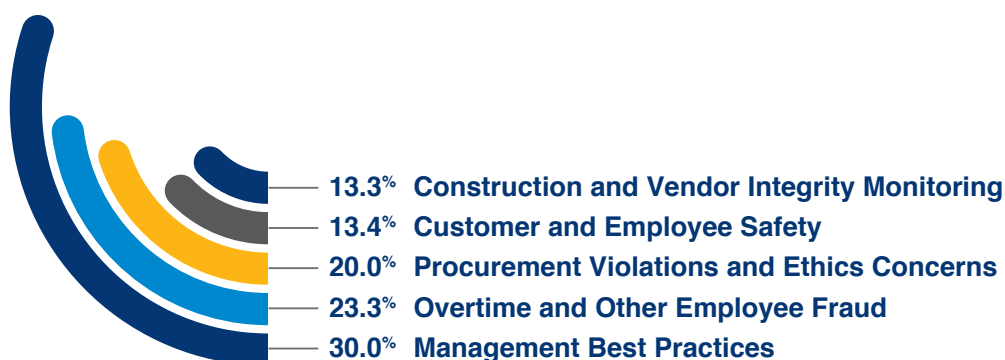 13.3% Construction and Vendor Integrity Monitoring
13.4% Customer and Employee Safety
20.0% Procurement Violations and Ethics Concerns
23.3% Overtime and Other Employee Fraud
30.0% Management Best Practices